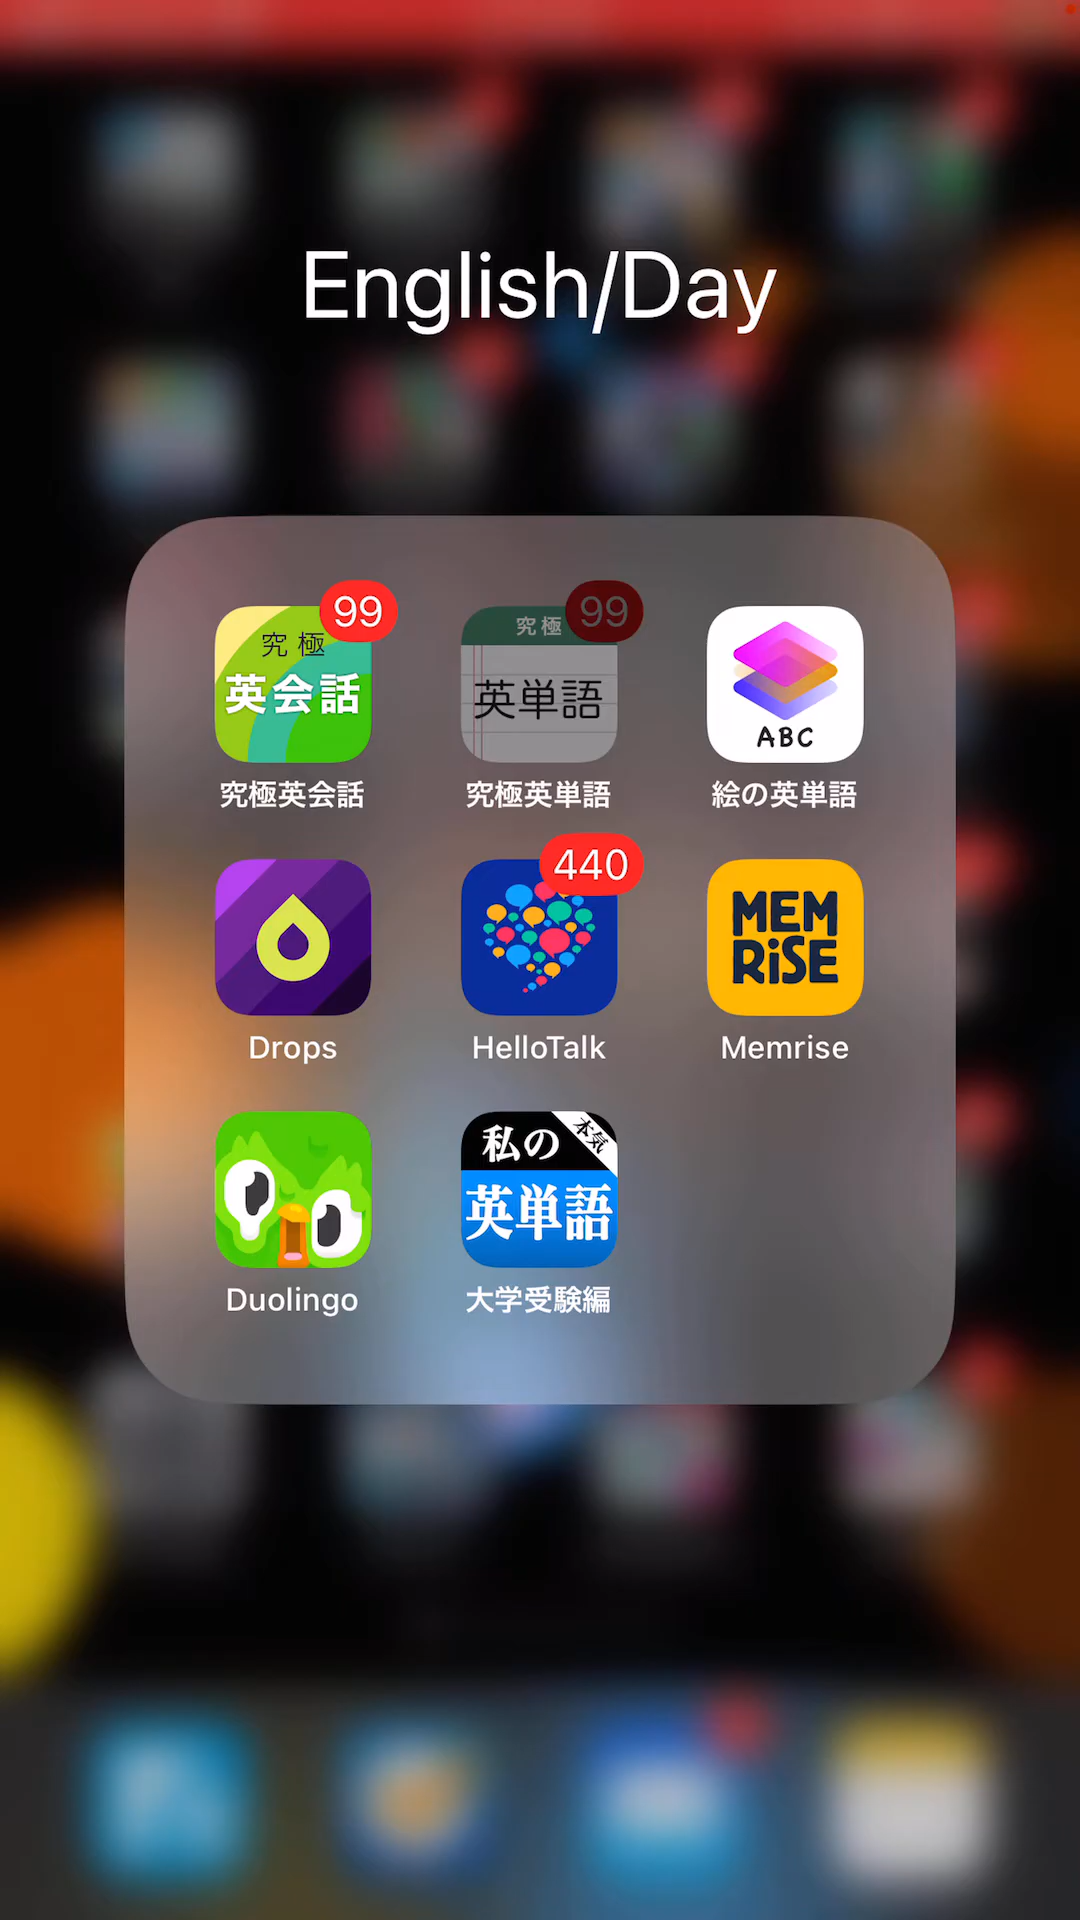 English/Day
99
究極
英会話
究極英会話
99
究極
英単語
究極英単語
ABC
絵の英単語
Drops
440
HelloTalk
MEM
RiSE
Memrise
Duolingo
私の
本気
英単語
大学受験編